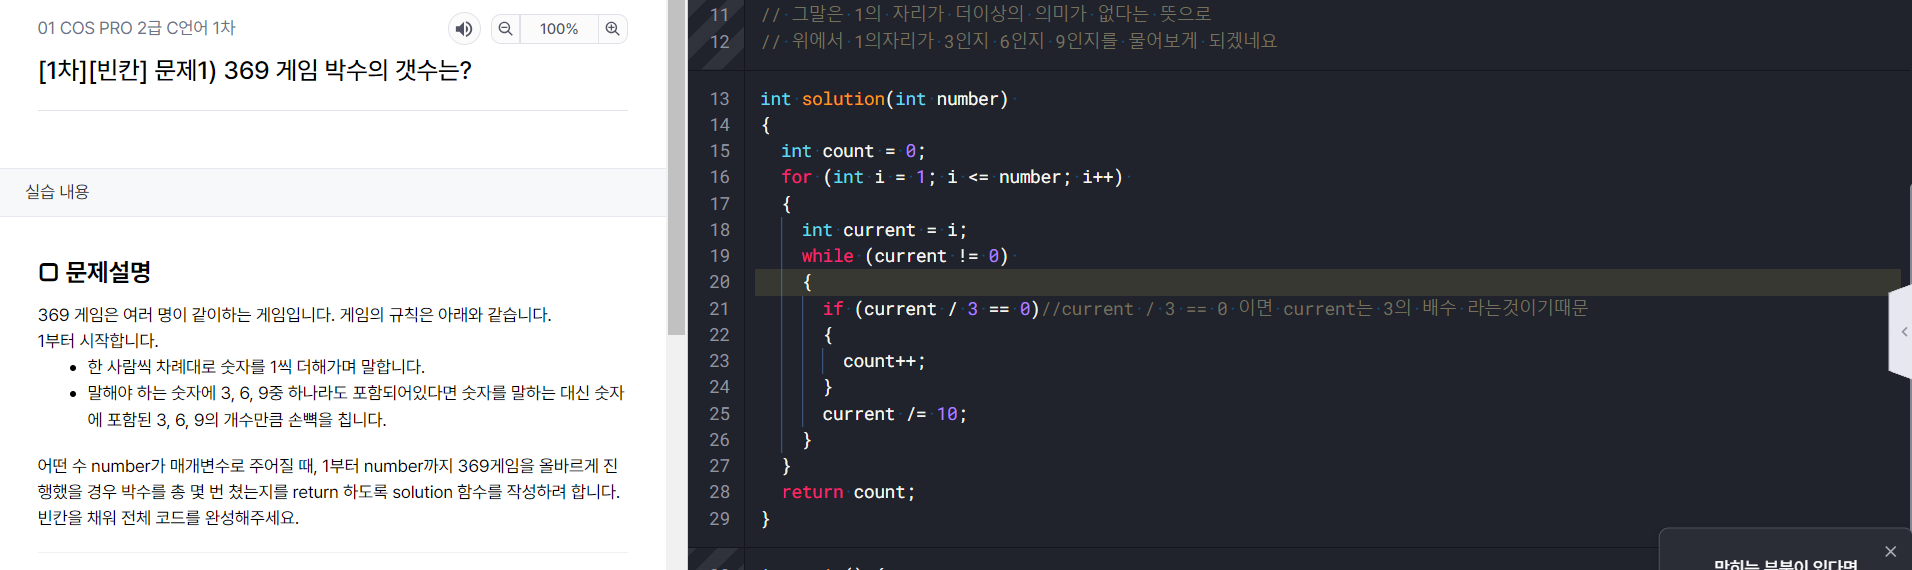 01 COS PRO 2급 C언어 1차
100%
[1차][빈칸] 문제1) 369 게임 박수의 갯수는?
실습 내용
문제설명
369 게임은 여러 명이 같이하는 게임입니다. 게임의 규칙은 아래와 같습니다.
1부터 시작합니다.
한 사람씩 차례대로 숫자를 1씩 더해가며 말합니다.
말해야 하는 숫자에 3, 6, 9중 하나라도 포함되어있다면 숫자를 말하는 대신 숫자
에 포함된 3, 6, 9의 개수만큼 손뼉을 칩니다.
어떤 수 number가 매개변수로 주어질 때, 1부터 number까지 369게임을 올바르게 진
행했을 경우 박수를 총 몇 번 쳤는지를 return 하도록 solution 함수를 작성하려 합니다.
빈칸을 채워 전체 코드를 완성해주세요.
11 // 그말은 1의 자리가 더이상의 의미가 없다는 뜻으로
12 // 위에서 1의자리가 3인지 6인지 9인지를 물어보게 되겠네요
13 int solution(int number)
14 {
15 int count = 0;
16 for (int i = 1; i <= number; i++)
17 {
18 int current = i;
19 while (current != 0)
20 {
21 if (current / 3 == 0)//current / 3 == 0 이면 current는 3의 배수 라는것이기때문
22 {
23 count++;
24 }
25 current /= 10;
26 }
27 }
28 return count;
29 }
막히는 부분이 있다면